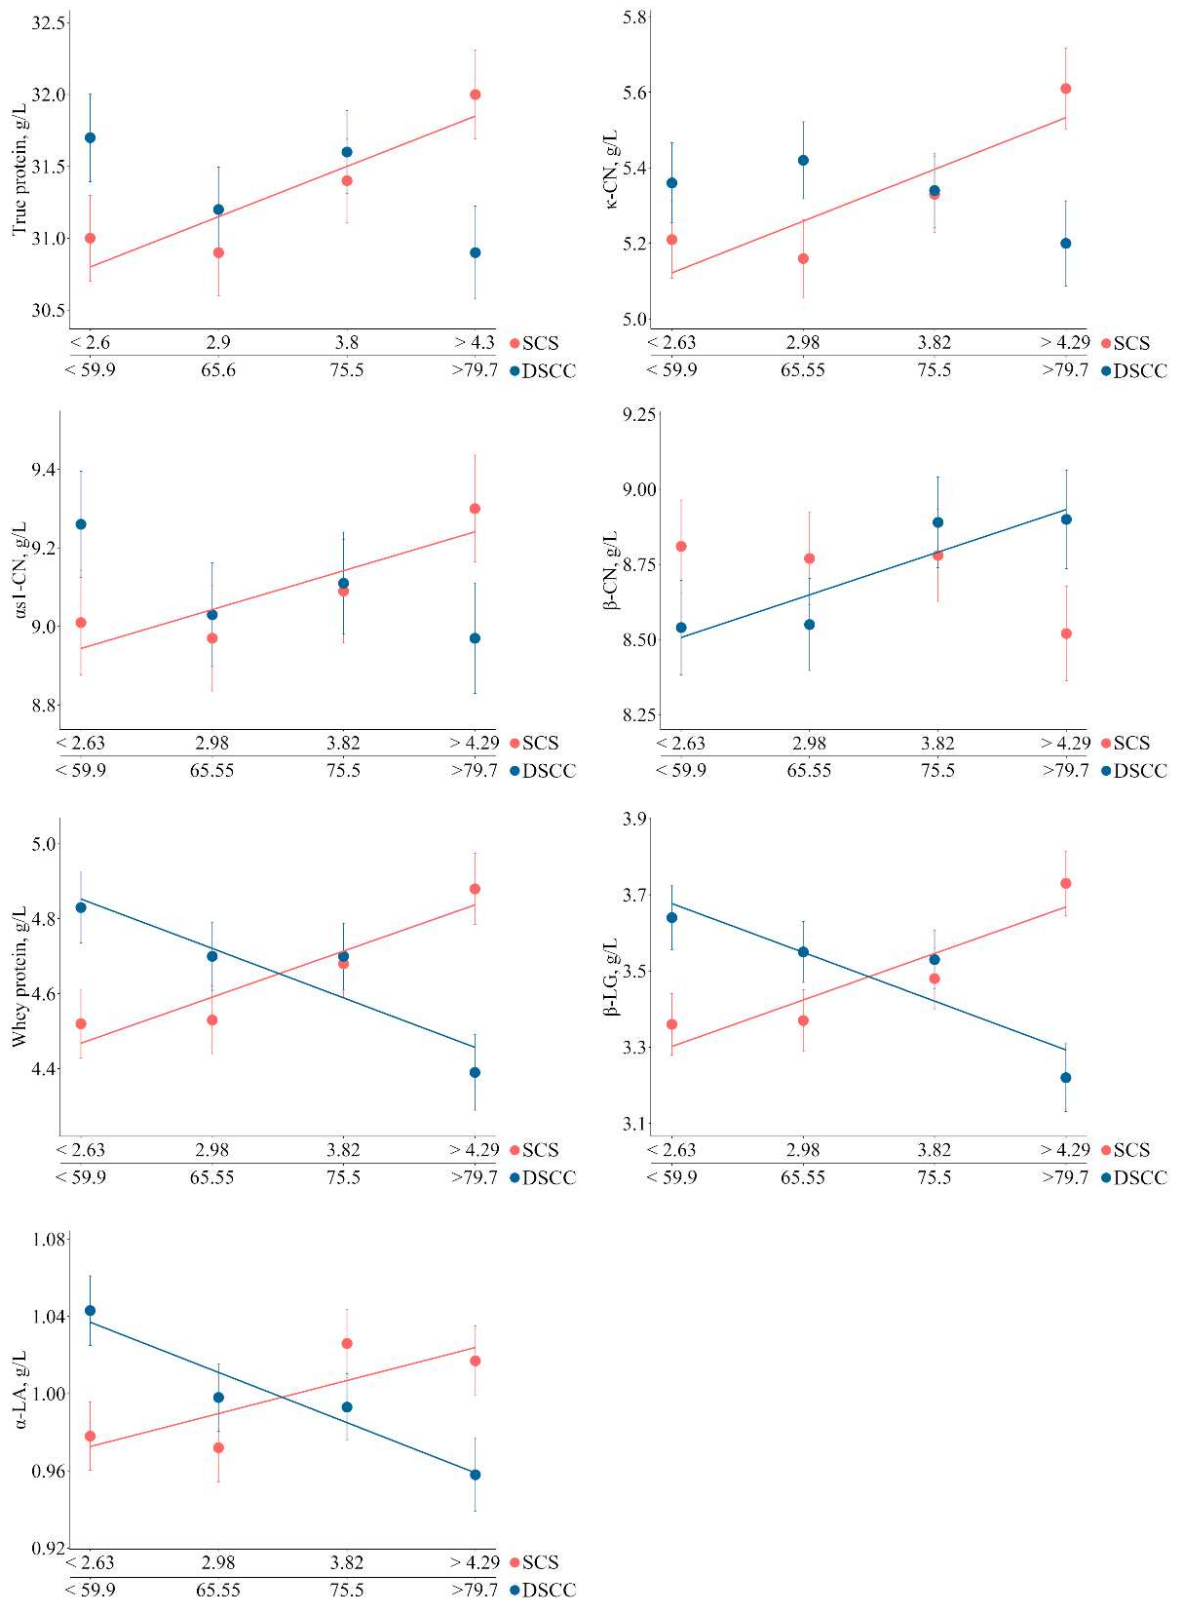 True protein, g/L
32.5
32.0
31.5
31.0
30.5
< 2.6 2.9 3.8 >4.3 SCS
< 59.9 65.6 75.5 >79.7 DSCC
κ-CN, g/L
5.8
5.6
5.4
5.2
5.0
< 2.63 2.98 3.82 > 4.29 SCS
< 59.9 65.55 75.5 >79.7 DSCC
αs1-CN, g/L
9.4
9.2
9.0
8.8
< 2.63 2.98 3.82 > 4.29 SCS
< 59.9 65.55 75.5 >79.7 DSCC
β-CN, g/L
9.25
9.00
8.75
8.50
8.25
< 2.63 2.98 3.82 > 4.29 SCS
< 59.9 65.55 75.5 >79.7 DSCC
Whey protein, g/L
5.0
4.8
4.6
4.4
< 2.63 2.98 3.82 > 4.29 SCS
< 59.9 65.55 75.5 >79.7 DSCC
β-LG, g/L
3.9
3.7
3.5
3.3
3.1
< 2.63 2.98 3.82 > 4.29 SCS
< 59.9 65.55 75.5 >79.7 DSCC
α-LA, g/L
1.08
1.04
1.00
0.96
0.92
< 2.63 2.98 3.82 > 4.29 SCS
< 59.9 65.55 75.5 >79.7 DSCC